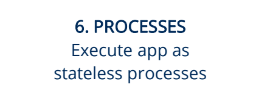 6. PROCESSES
Execute app as
stateless processes